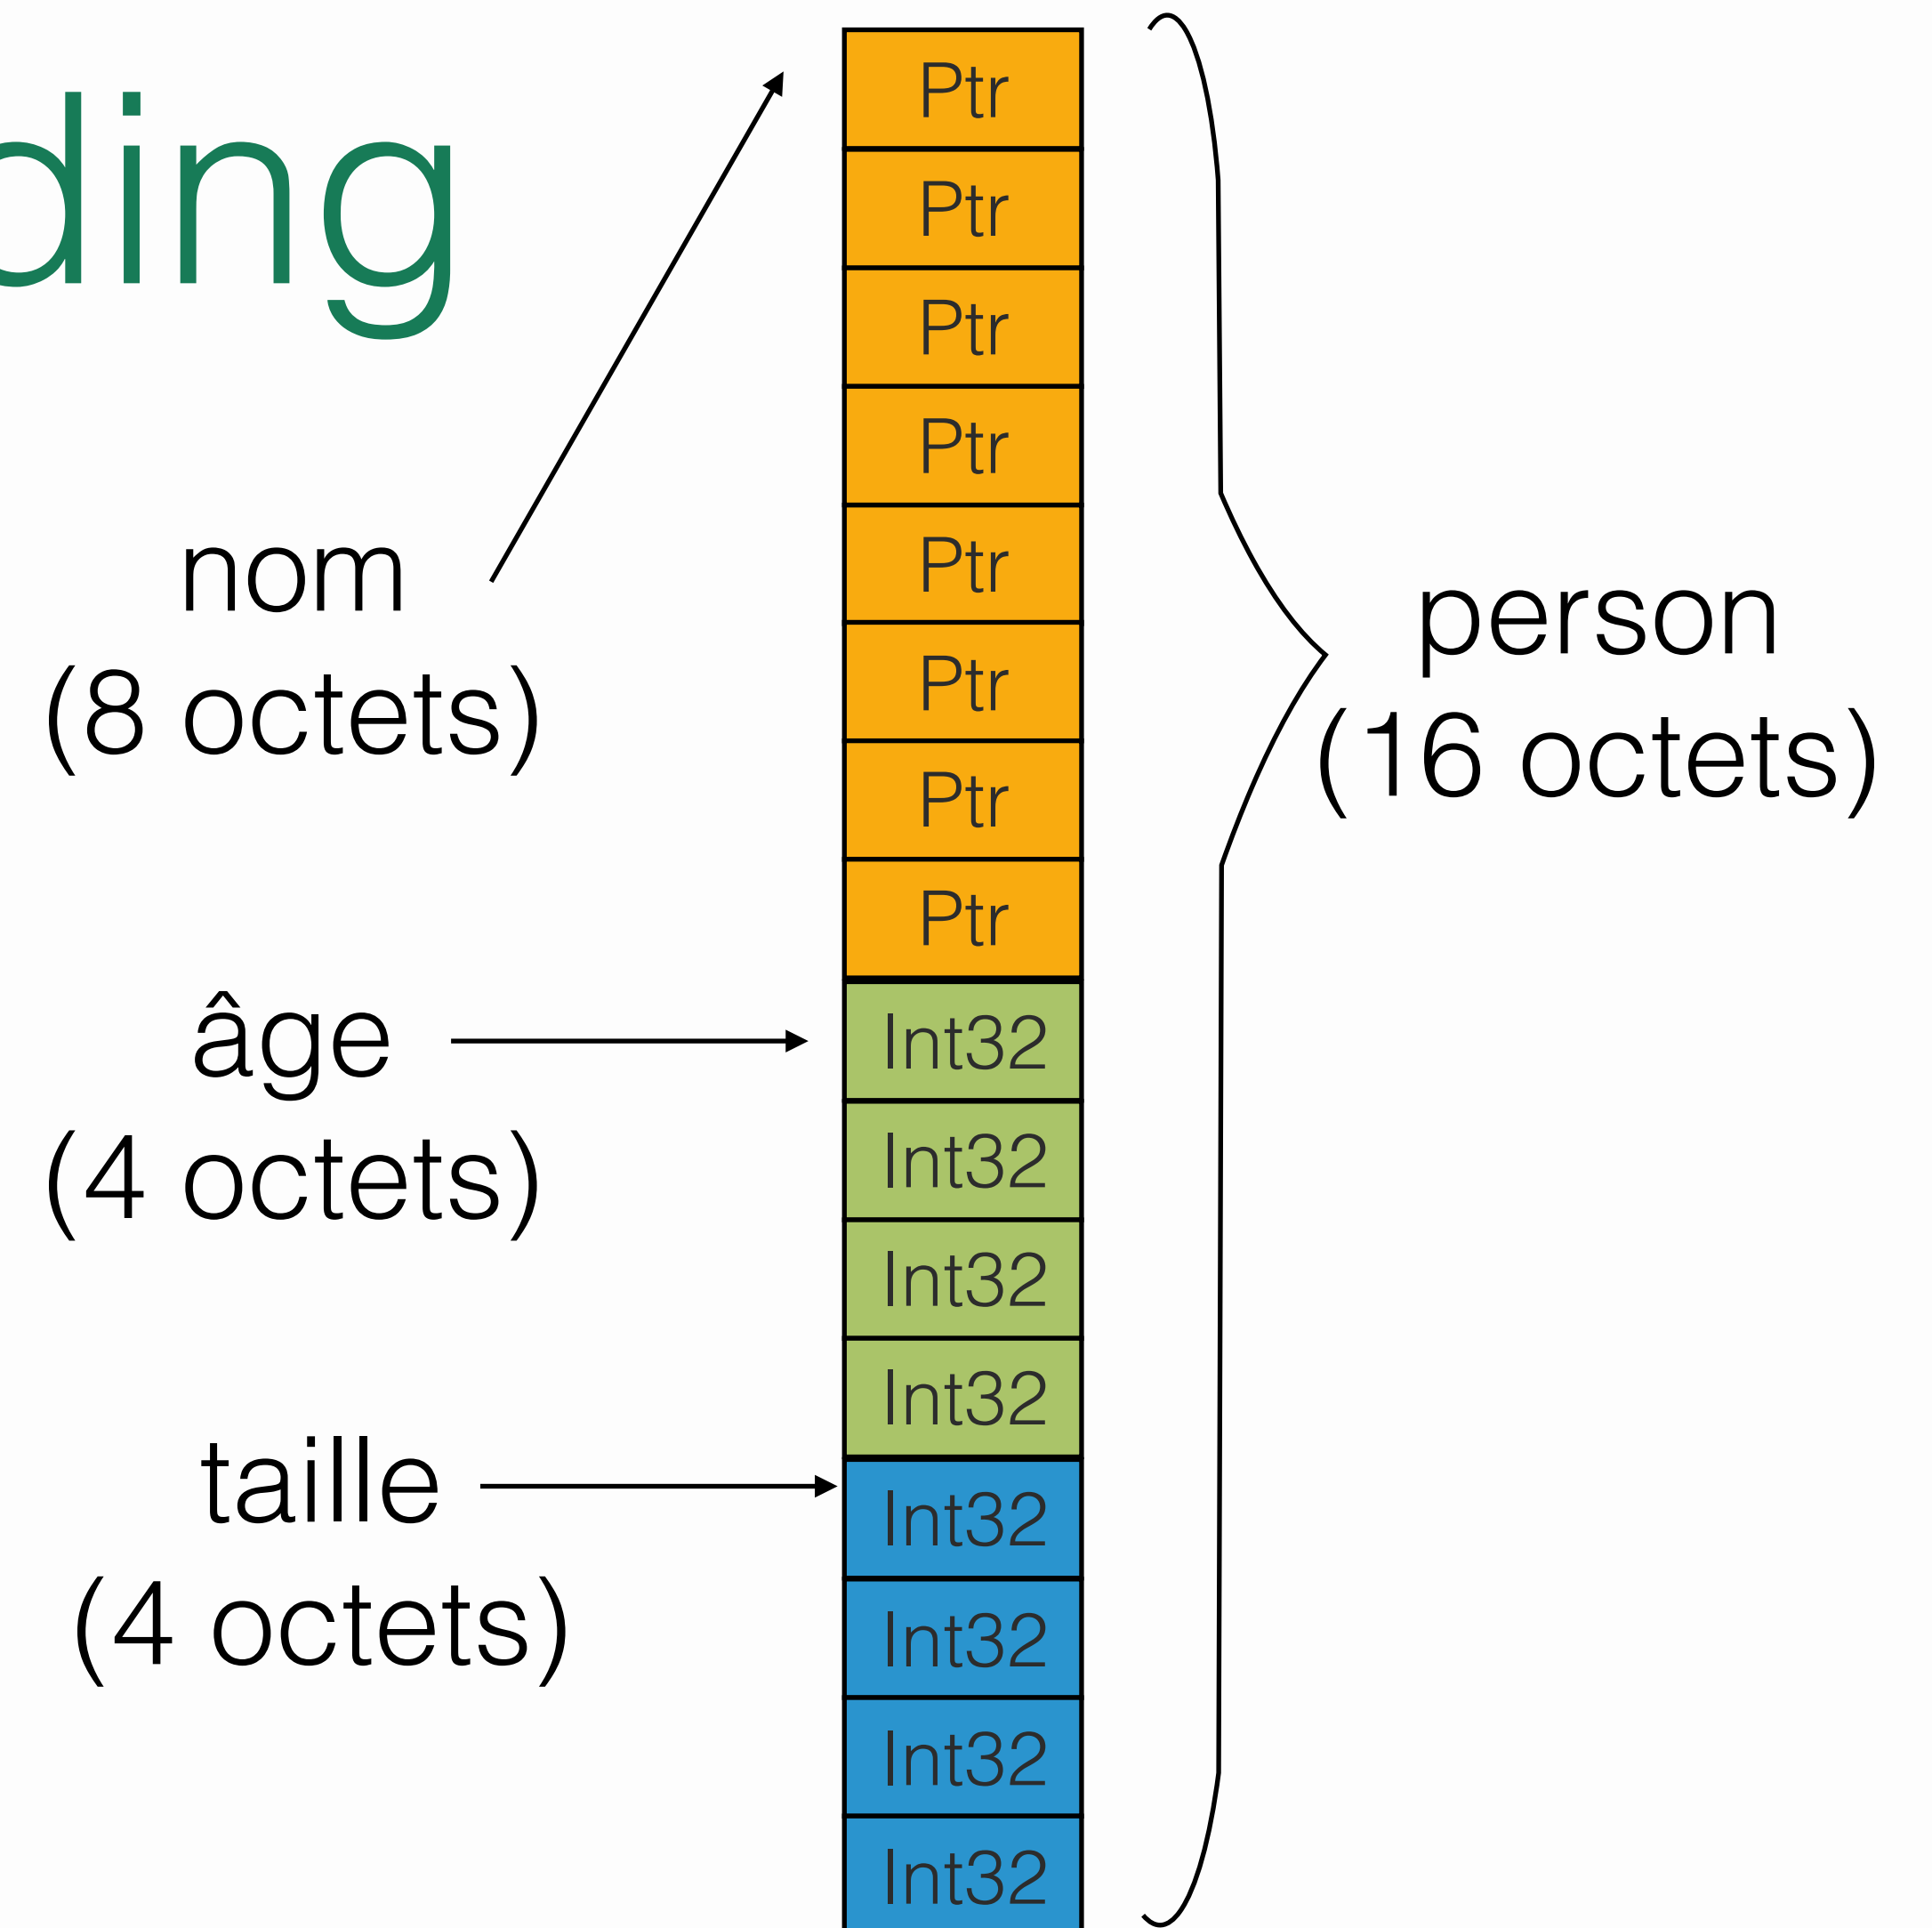 ding
nom
(8 octets)
âge
(4 octets)
taille
(4 octets)
Ptr
Ptr
Ptr
Ptr
Ptr
Ptr
Ptr
Ptr
Int32
Int32
Int32
Int32
Int32
Int32
Int32
Int32
person
(16 octets)